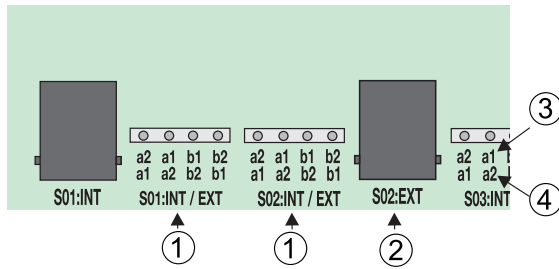 a2 a1 b1 b2
a1 a2 b2 b1
a2 a1 b1 b2
a1 a2 b2 b1
a2 a1
a1 a2
S01:INT
S01:INT / EXT
S02:INT / EXT
S02:EXT
S03:INT
3
4
1
1
2